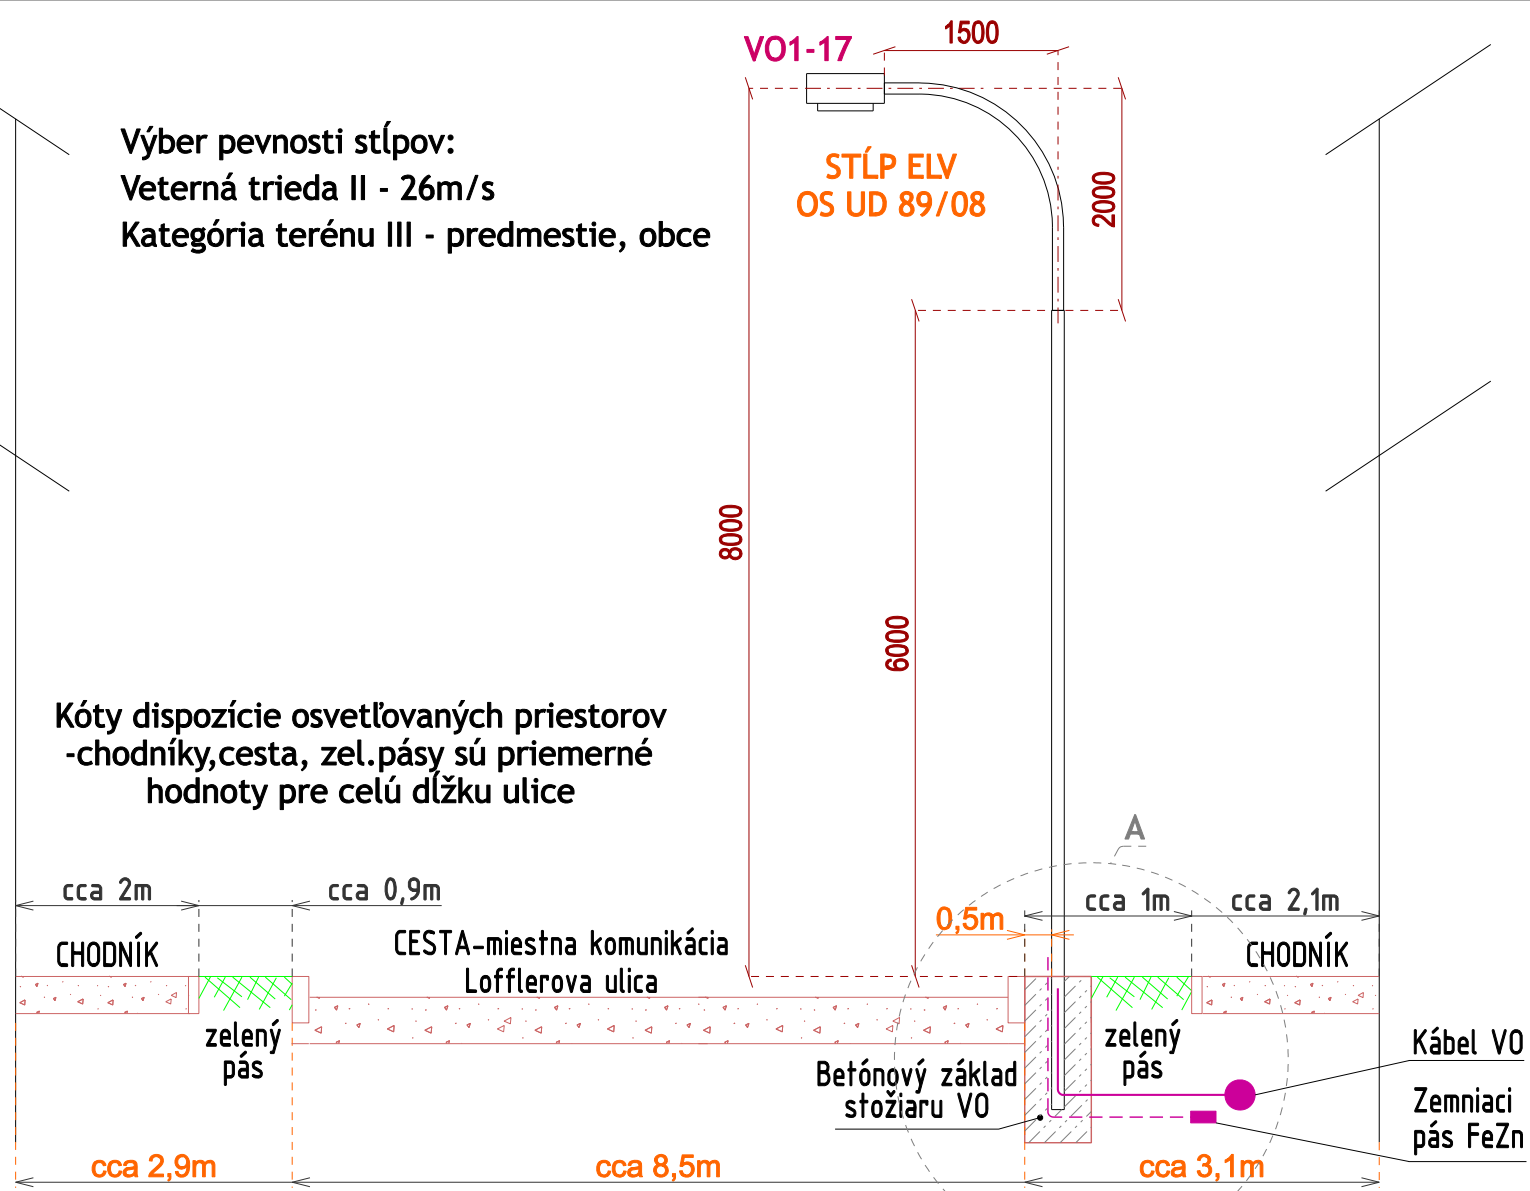 1500
VO1-17
Výber pevnosti stĺpov:
Veterná trieda II - 26m/s
Kategória terénu III - predmestie, obce
STĹP ELV
OS UD 89/08
2000
8000
6000
Kóty dispozície osvetľovaných priestorov
-chodníky,cesta, zel.pásy sú priemerné
hodnoty pre celú dĺžku ulice
A
cca 2m
cca 0,9m
cca 1m
cca 2,1m
0,5m
CHODNÍK
CESTA-miestna komunikácia
Lofflerova ulica
CHODNÍK
zelený
pás
zelený
pás
Betónový základ
stožiaru VO
Kábel VO
Zemniaci
pás FeZn
cca 2,9m
cca 8,5m
cca 3,1m